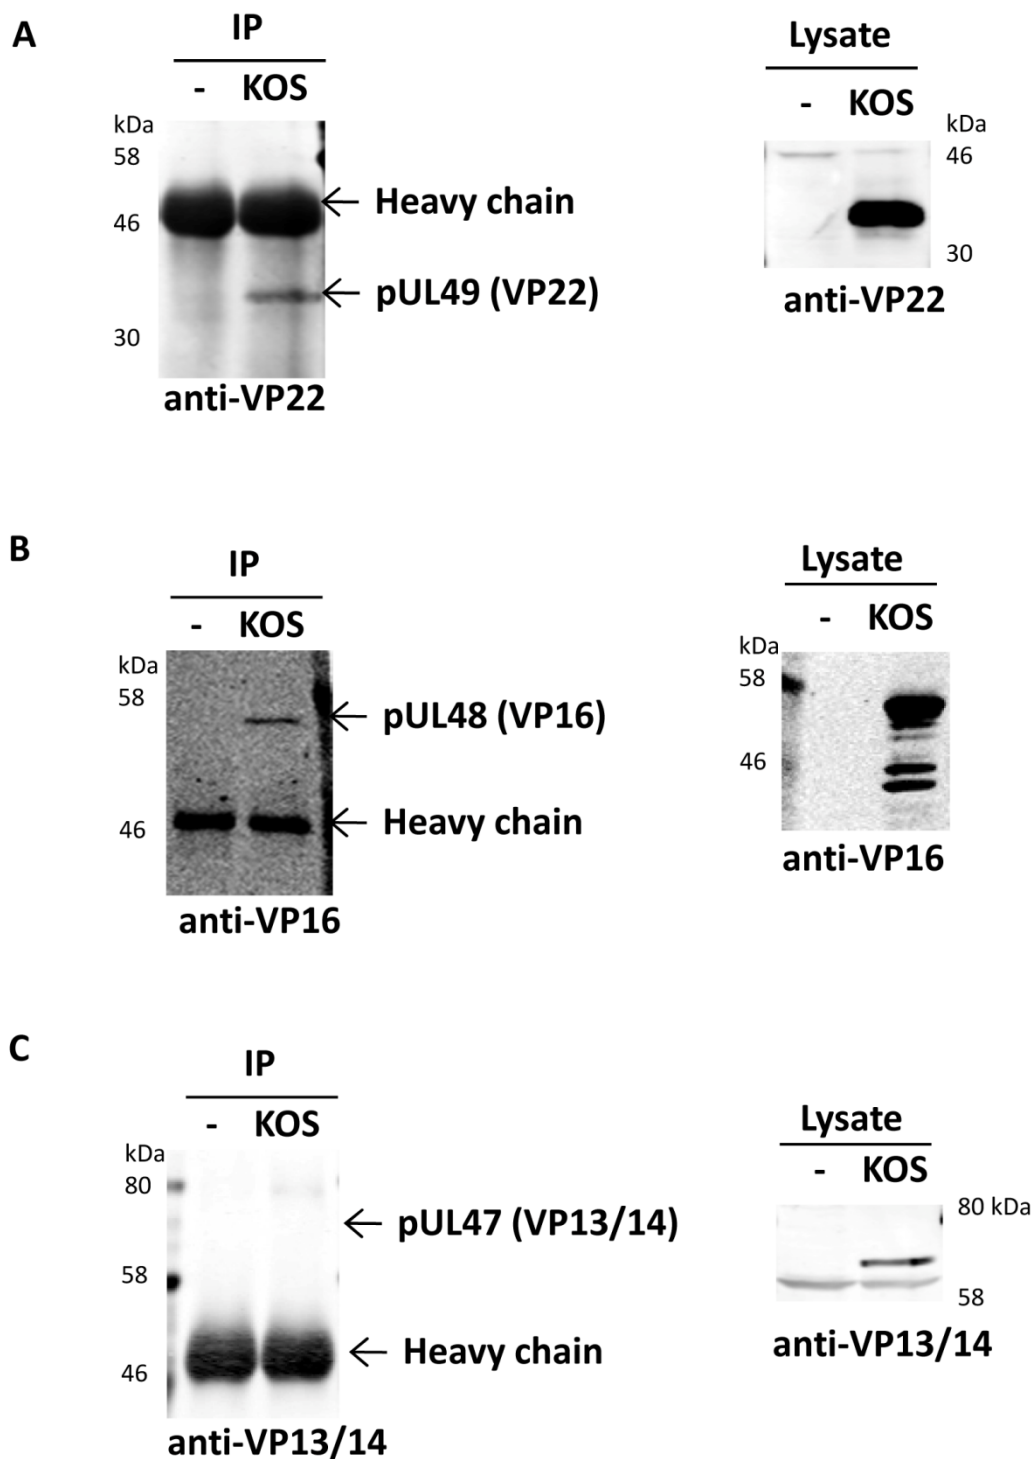 A
IP
- KOS
kDa
58
46
30
Heavy chain
pUL49 (VP22)
anti-VP22
Lysate
- KOS
kDa
46
30
anti-VP22
B
IP
- KOS
kDa
58
46
pUL48 (VP16)
Heavy chain
anti-VP16
Lysate
- KOS
kDa
58
46
anti-VP16
C
IP
- KOS
kDa
80
58
46
pUL47 (VP13/14)
Heavy chain
anti-VP13/14
Lysate
- KOS
80 kDa
58
anti-VP13/14